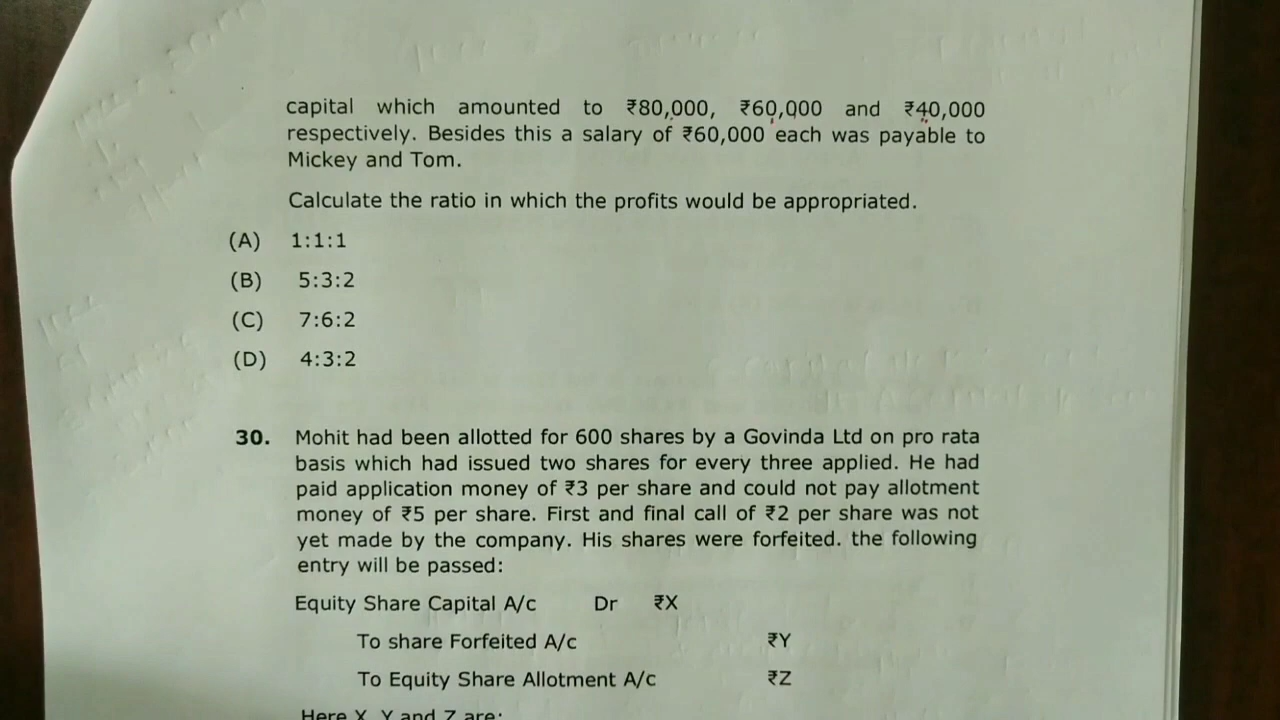 capital which amounted to ₹80,000, ₹60,000 and ₹40,000
respectively. Besides this a salary of ₹60,000 each was payable to
Mickey and Tom.
Calculate the ratio in which the profits would be appropriated.
(A) 1:1:1
(B) 5:3:2
(C) 7:6:2
(D) 4:3:2
30. Mohit had been allotted for 600 shares by a Govinda Ltd on pro rata
basis which had issued two shares for every three applied. He had
paid application money of ₹3 per share and could not pay allotment
money of ₹5 per share. First and final call of ₹2 per share was not
yet made by the company. His shares were forfeited. the following
entry will be passed:
Equity Share Capital A/c Dr ₹X
To share Forfeited A/c ₹Y
To Equity Share Allotment A/c ₹Z
Here X, Y and Z are: